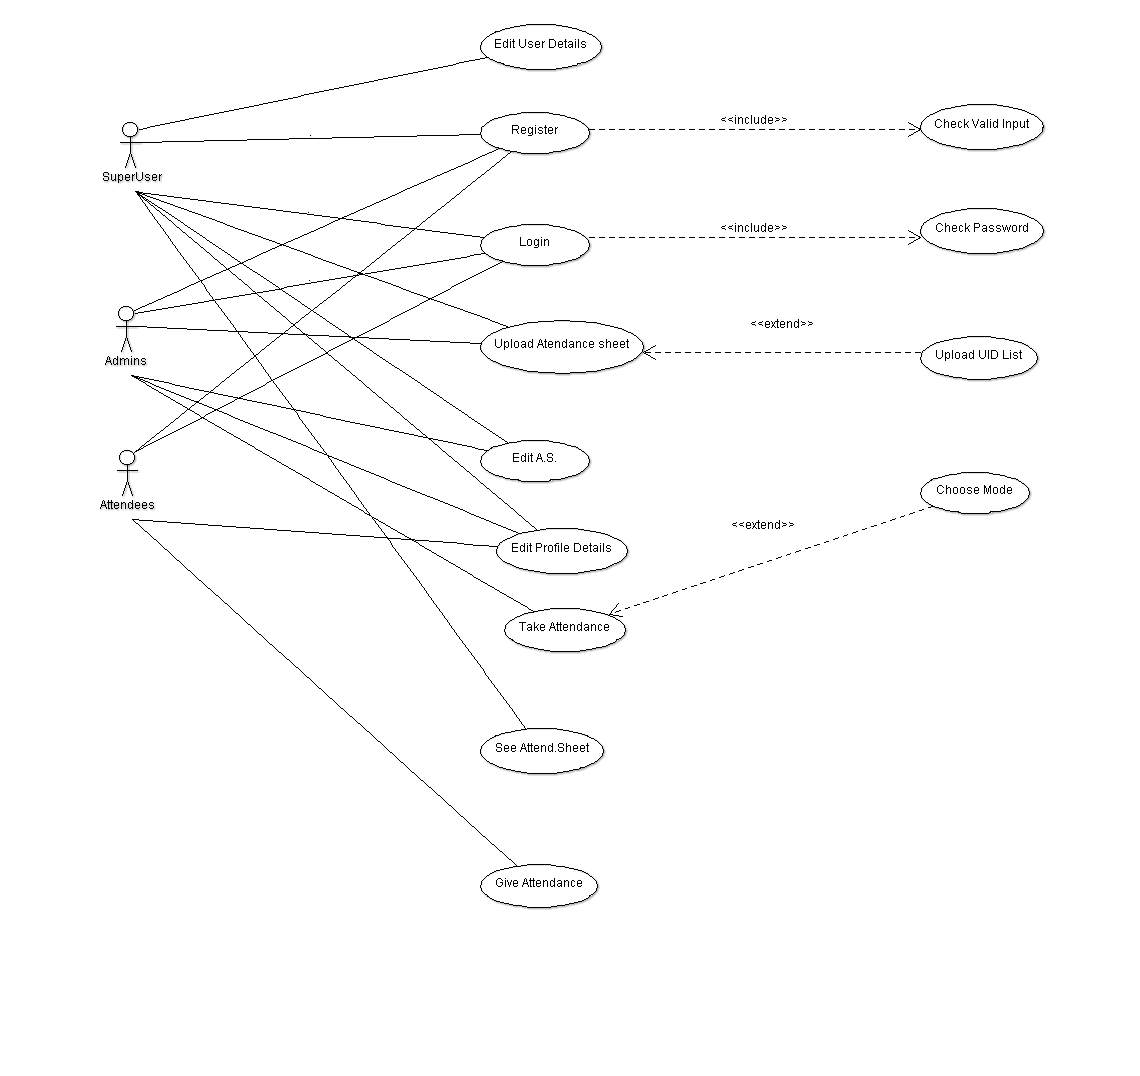 Edit User Details
<<include>>
Check Valid Input
Register
SuperUser
<<include>>
Check Password
Login
<<extend>>
Upload Atendance sheet
Upload UID List
Admins
Edit A.S.
Choose Mode
Attendees
<<extend>>
Edit Profile Details
Take Attendance
See Attend.Sheet
Give Attendance